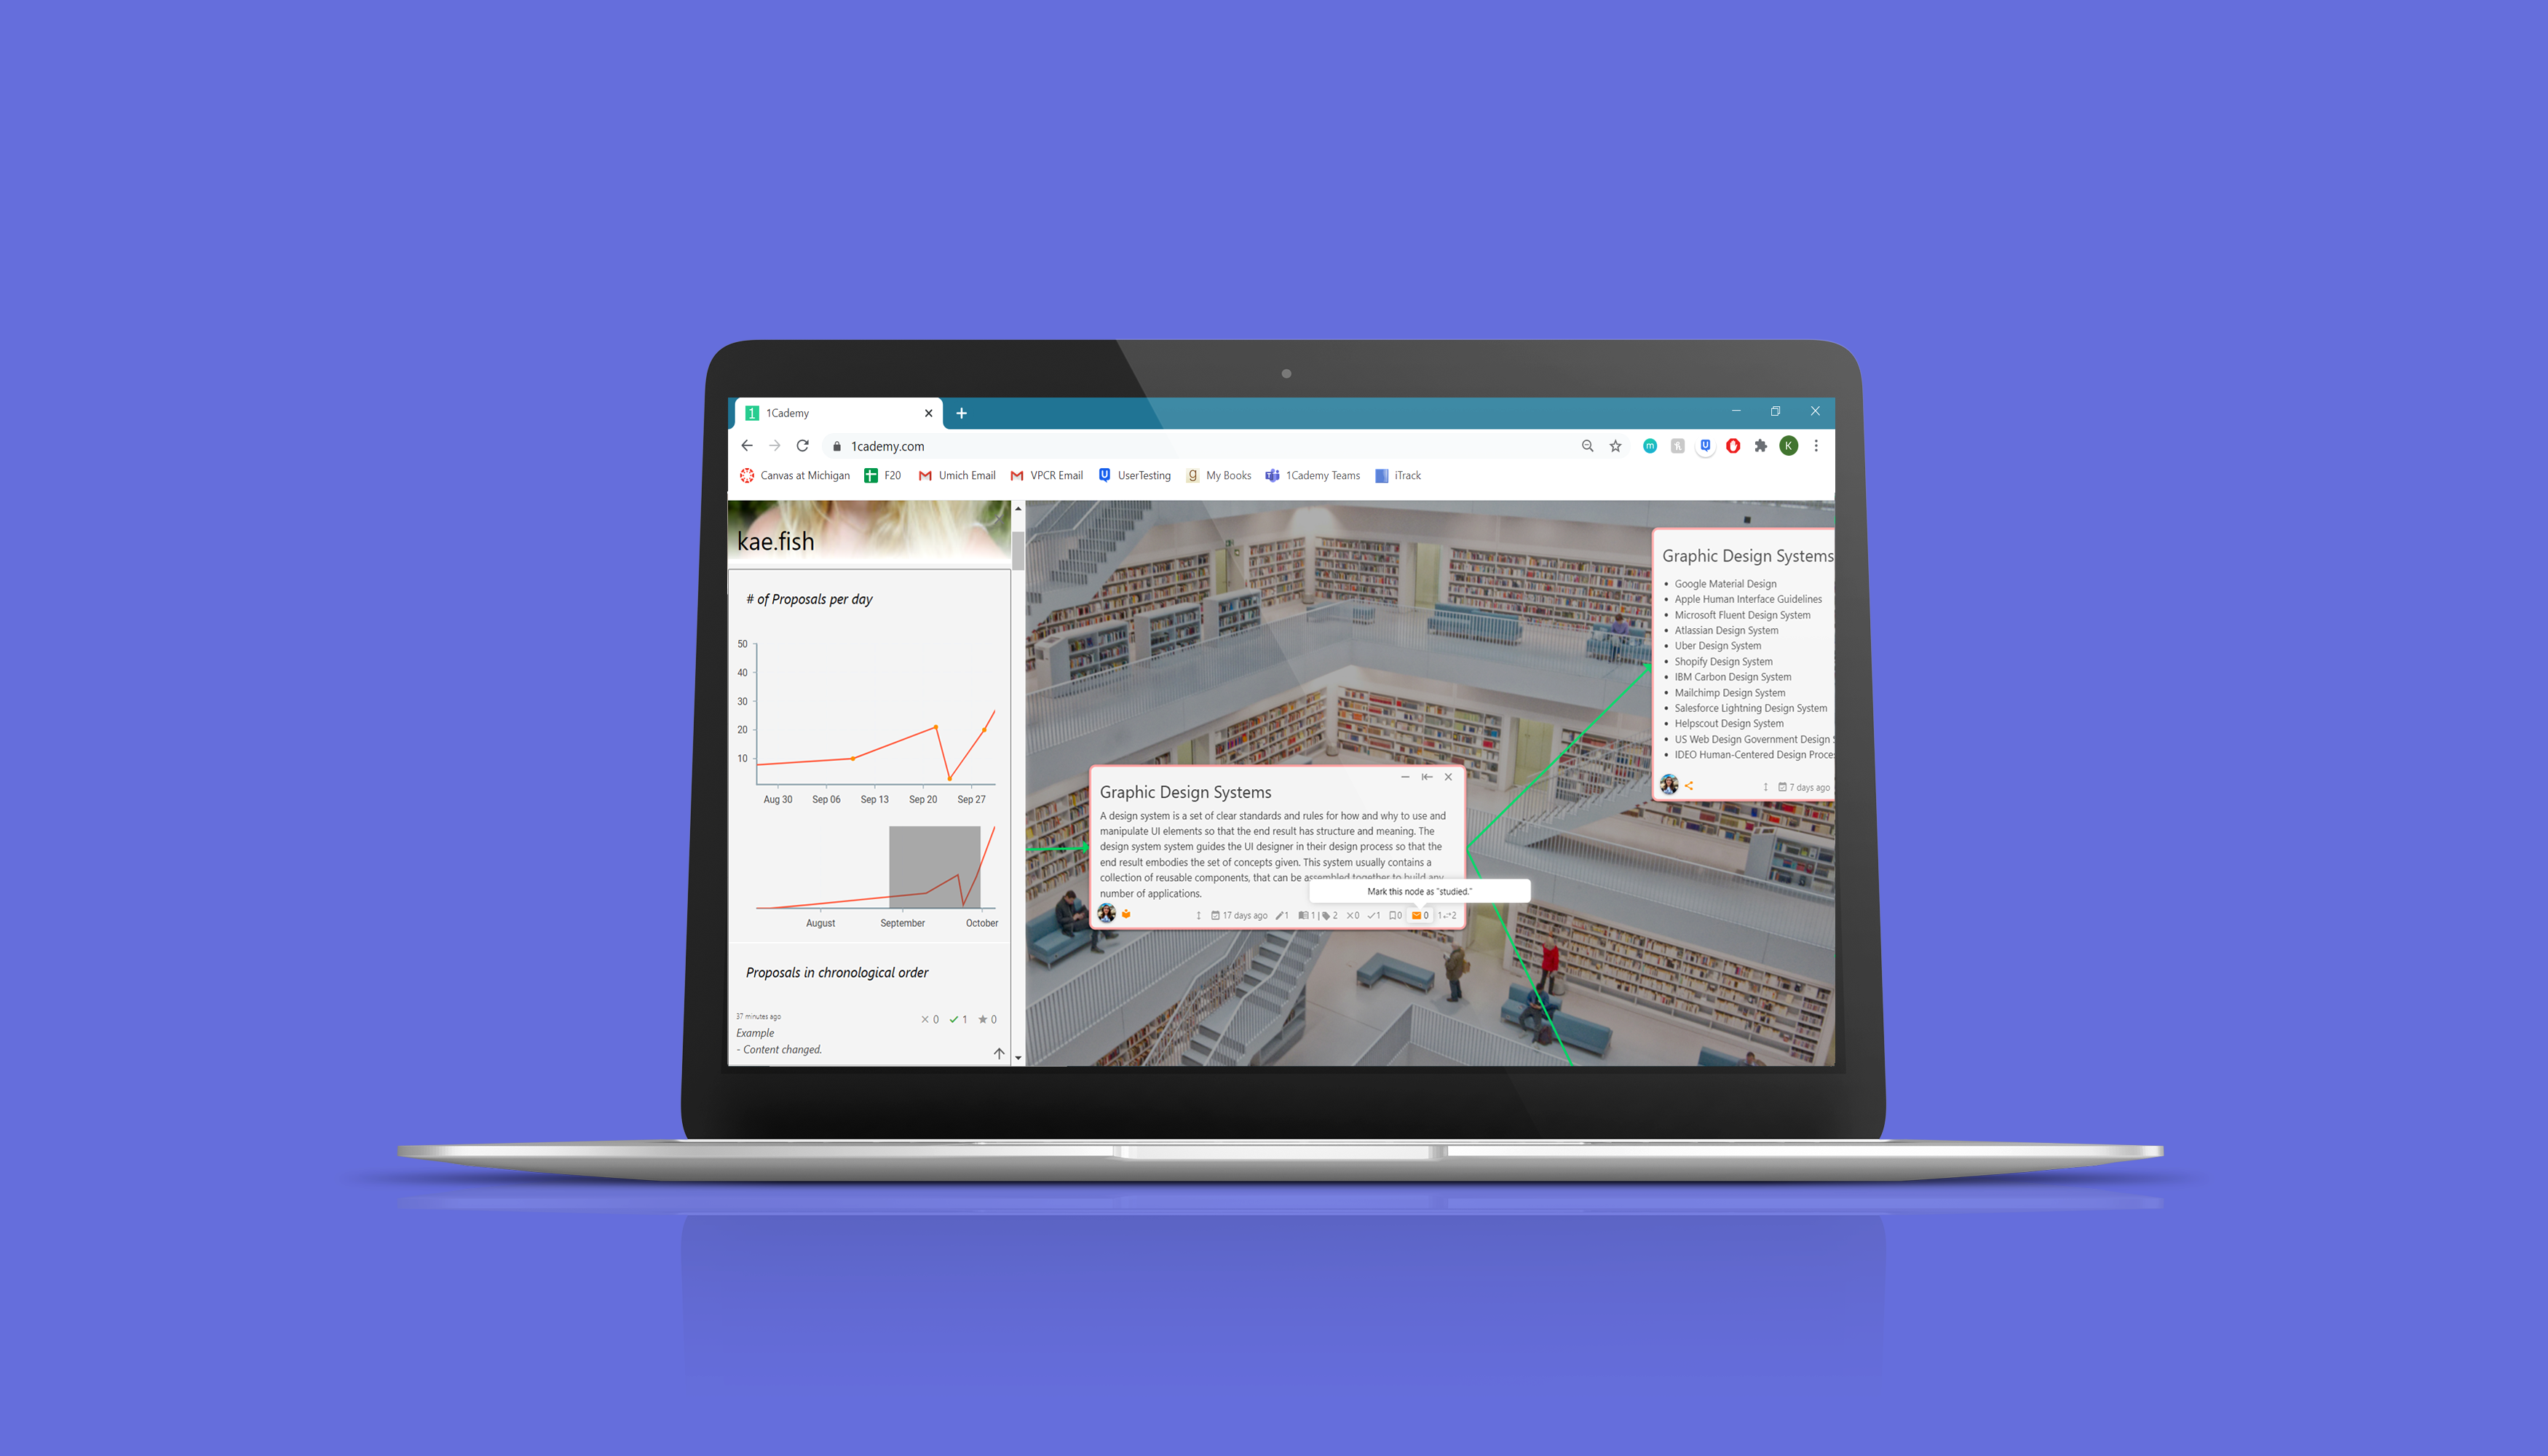 1 1Cademy
1cademy.com
m
K
Canvas at Michigan F20 Umich Email VPCR Email UserTesting g My Books 1Cademy Teams iTrack
kae.fish
# of Proposals per day
50
40
30
20
10
Aug 30 Sep 06 Sep 13 Sep 20 Sep 27
August September October
Proposals in chronological order
37 minutes ago
0 1 0
Example
- Content changed.
Graphic Design Systems
A design system is a set of clear standards and rules for how and why to use and
manipulate UI elements so that the end result has structure and meaning. The
design system system guides the UI designer in their design process so that the
end result embodies the set of concepts given. This system usually contains a
collection of reusable components, that can be assembled together to build any
number of applications.
Mark this node as "studied."
17 days ago 1 1 | 2 0 1 0 0 1 2
Graphic Design Systems
• Google Material Design
• Apple Human Interface Guidelines
• Microsoft Fluent Design System
• Atlassian Design System
• Uber Design System
• Shopify Design System
• IBM Carbon Design System
• Mailchimp Design System
• Salesforce Lightning Design System
• Helpscout Design System
• US Web Design Government Design
• IDEO Human-Centered Design
7 days ago